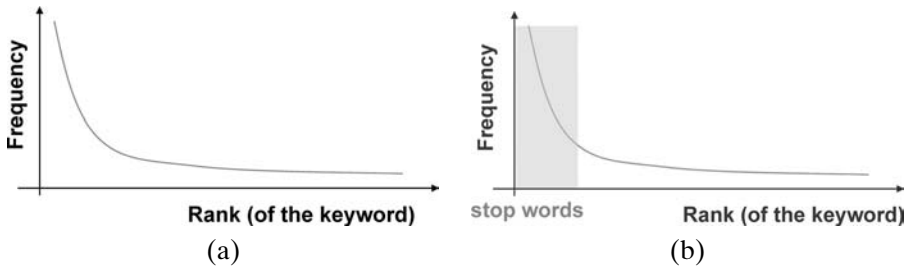 Frequency
Rank (of the keyword)
(a)
Frequency
stop words
Rank (of the keyword)
(b)